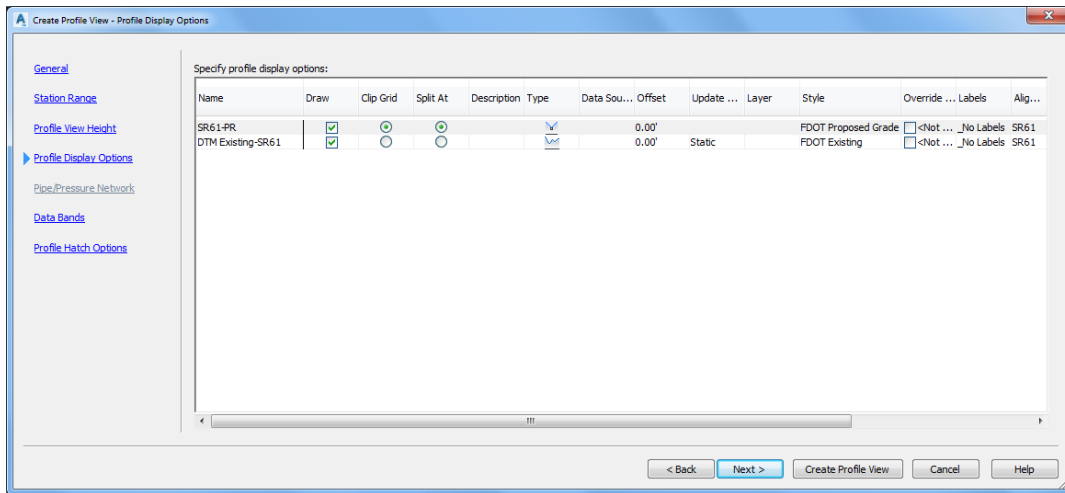 Create Profile View - Profile Display Options
General
Station Range
Profile View Height
Profile Display Options
Pipe/Pressure Network
Data Bands
Profile Hatch Options
Specify profile display options:
Name Draw Clip Grid Split At Description Type Data Sou... Offset Update ... Layer Style Override ... Labels Alig...
SR61-PR 0.00' FDOT Proposed Grade <Not ... _No Labels SR61
DTM Existing-SR61 0.00' Static FDOT Existing <Not ... _No Labels SR61
< Back Next > Create Profile View Cancel Help